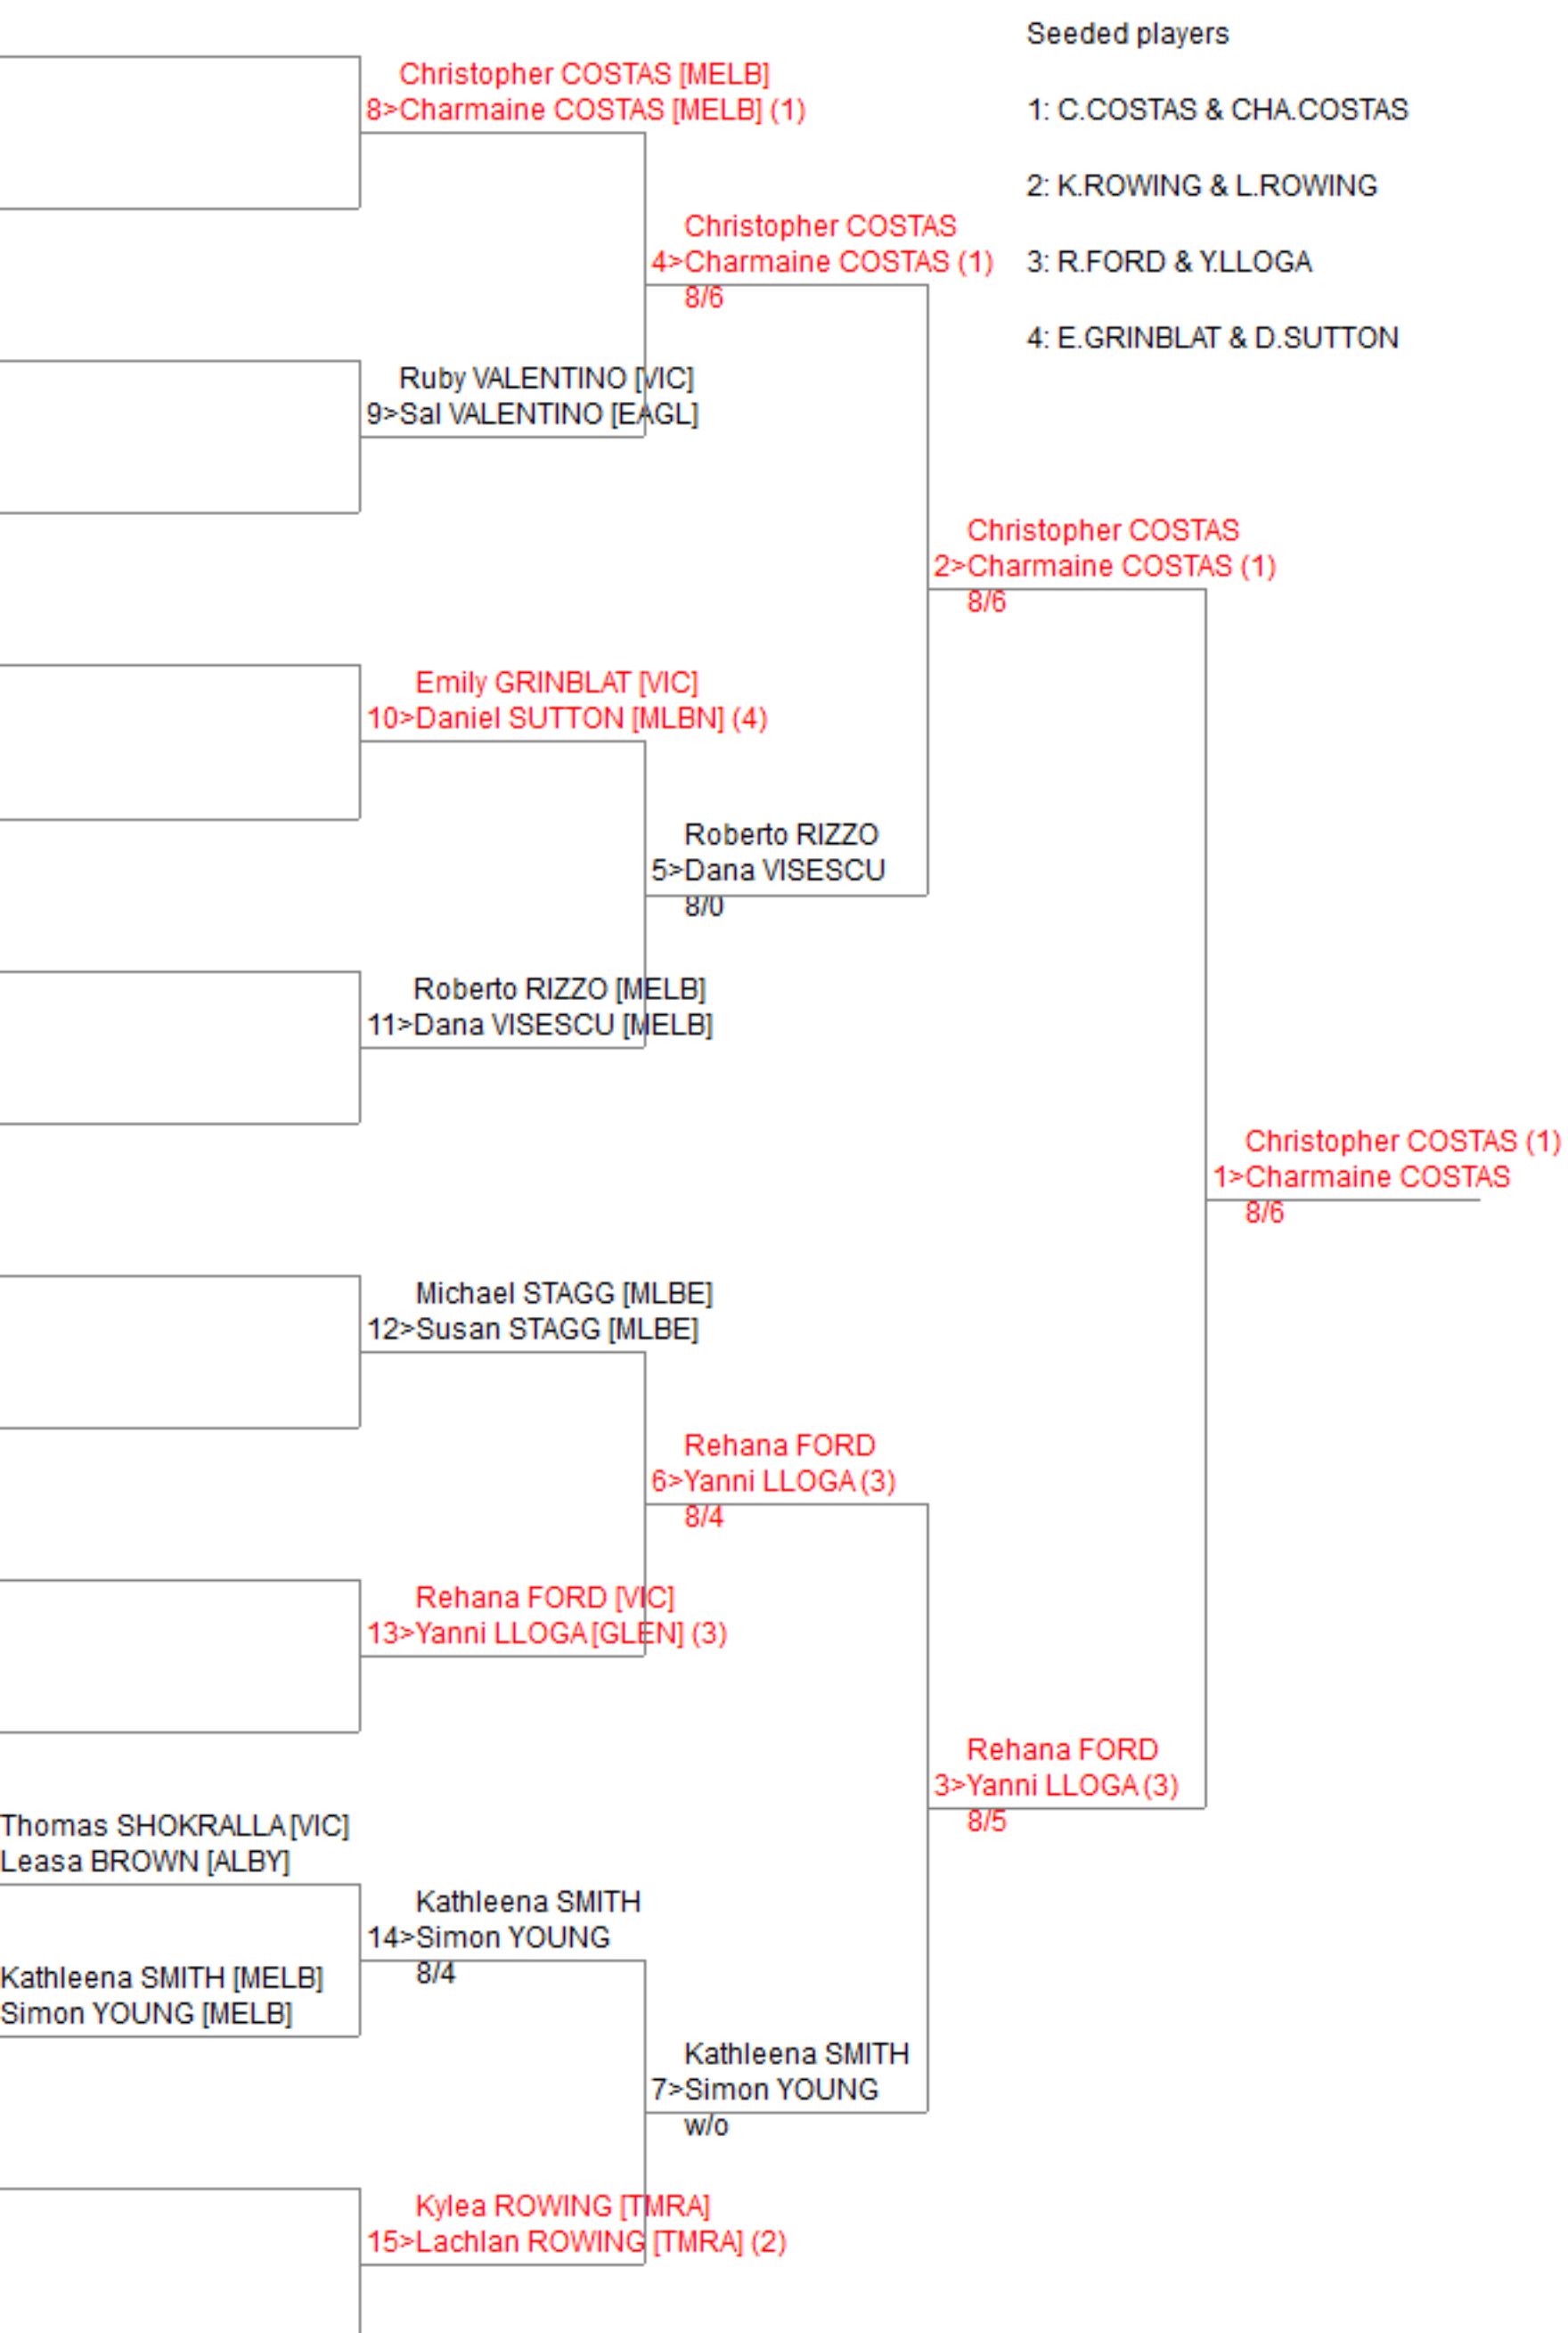 Seeded players
Christopher COSTAS [MELB]
8>Charmaine COSTAS [MELB] (1)
1: C.COSTAS & CHA.COSTAS
2: K.ROWING & L.ROWING
Christopher COSTAS
4>Charmaine COSTAS (1)
8/6
3: R.FORD & Y.LLOGA
4: E.GRINBLAT & D.SUTTON
Ruby VALENTINO [VIC]
9>Sal VALENTINO [EAGL]
Christopher COSTAS
2>Charmaine COSTAS (1)
8/6
Emily GRINBLAT [VIC]
10>Daniel SUTTON [MLBN] (4)
Roberto RIZZO
5>Dana VISESCU
8/0
Roberto RIZZO [MELB]
11>Dana VISESCU [MELB]
Christopher COSTAS (1)
1>Charmaine COSTAS
8/6
Michael STAGG [MLBE]
12>Susan STAGG [MLBE]
Rehana FORD
6>Yanni LLOGA (3)
8/4
Rehana FORD [VIC]
13>Yanni LLOGA [GLEN] (3)
Rehana FORD
3>Yanni LLOGA (3)
8/5
Thomas SHOKRALLA [VIC]
Leasa BROWN [ALBY]
Kathleena SMITH
14>Simon YOUNG
8/4
Kathleena SMITH [MELB]
Simon YOUNG [MELB]
Kathleena SMITH
7>Simon YOUNG
w/o
Kylea ROWING [TMRA]
15>Lachlan ROWING [TMRA] (2)